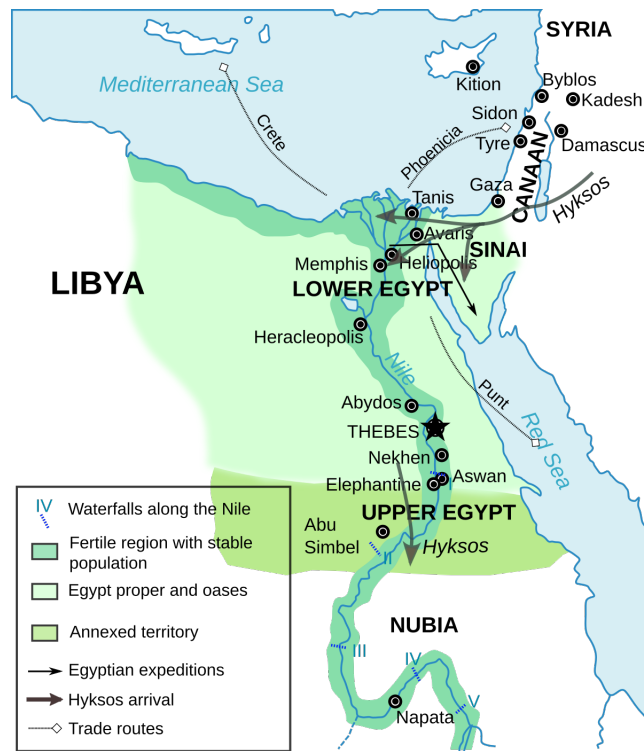 SYRIA
Mediterranean Sea
Kition
Byblos
Kadesh
Crete
Sidon
Phoenicia
Tyre
Damascus
CANAAN
Gaza
Hyksos
Tanis
Avaris
SINAI
Memphis
Heliopolis
LIBYA
LOWER EGYPT
Heracleopolis
Nile
Punt
Abydos
Red Sea
THEBES
Nekhen
I
Aswan
Elephantine
UPPER EGYPT
Abu
Simbel
Hyksos
II
NUBIA
III
IV
V
Napata
IV Waterfalls along the Nile
Fertile region with stable
population
Egypt proper and oases
Annexed territory
Egyptian expeditions
Hyksos arrival
Trade routes